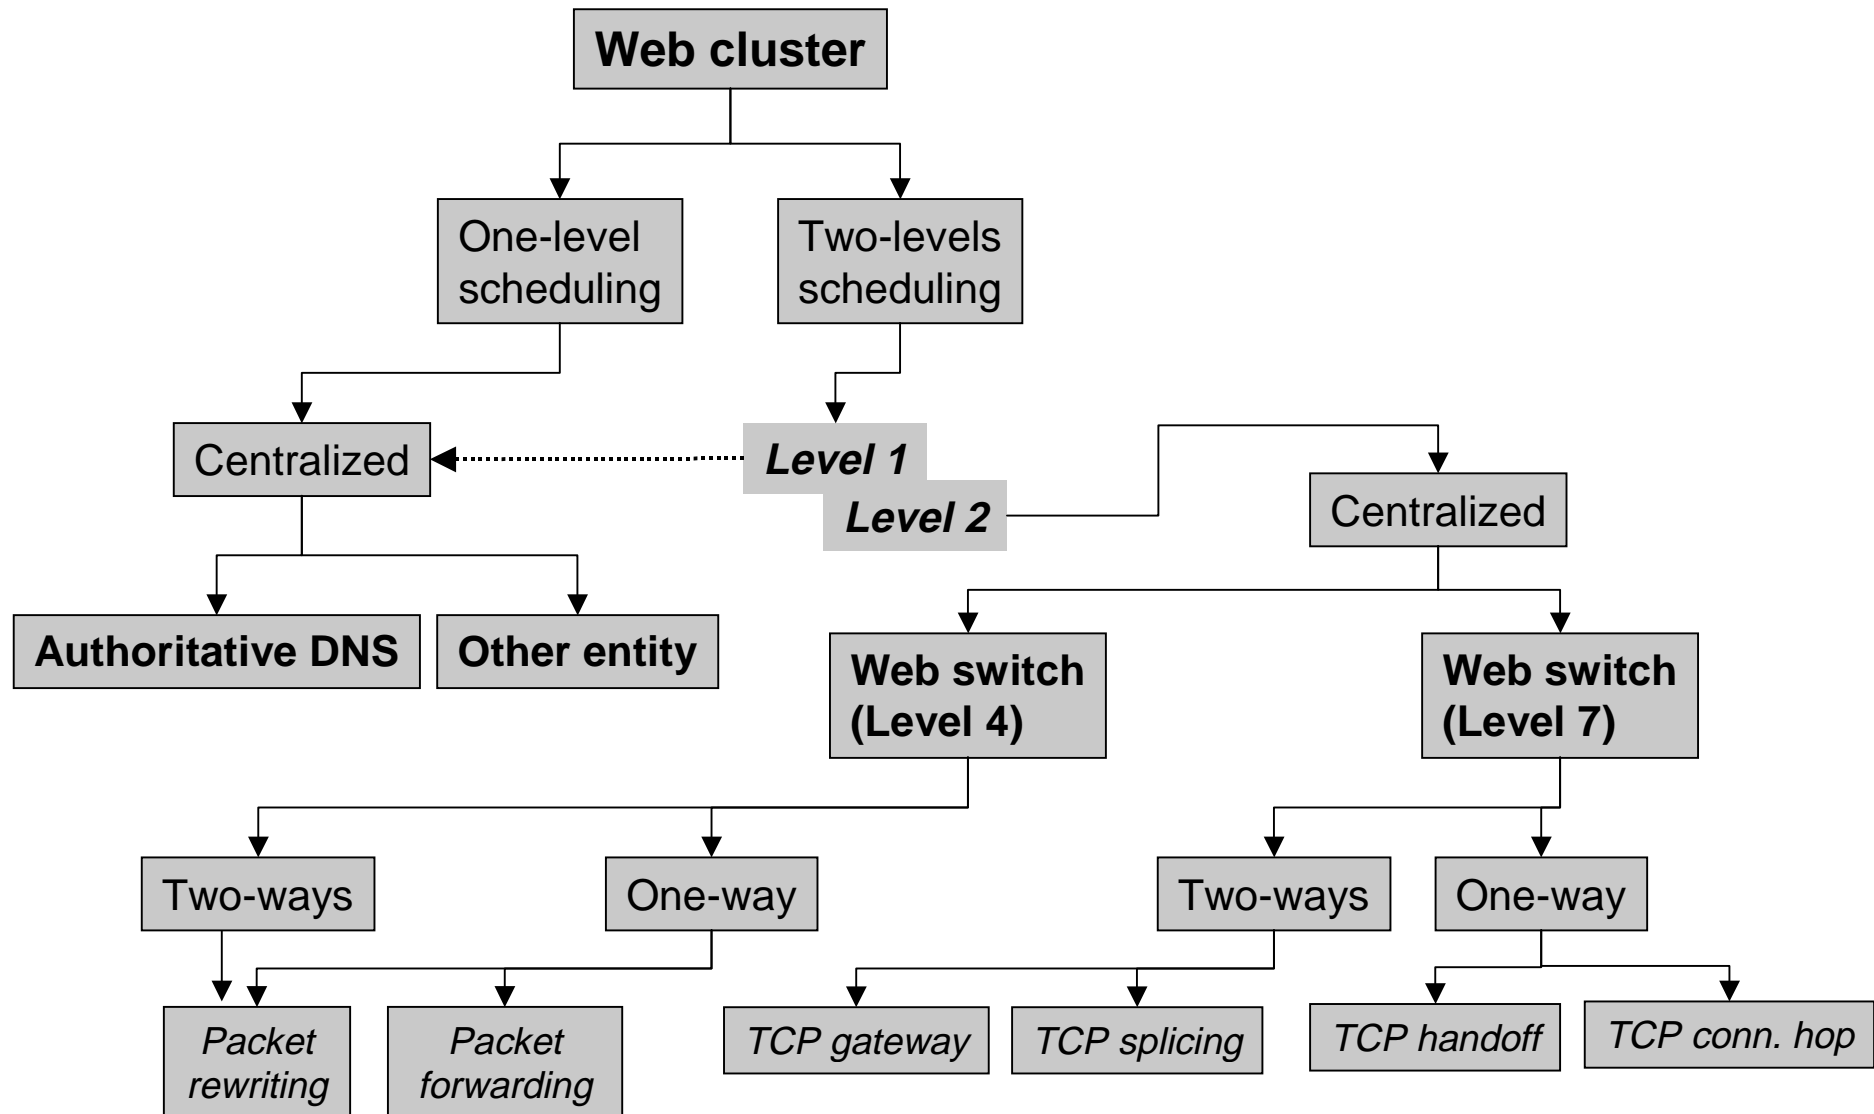 Web cluster
One-level
scheduling
Two-levels
scheduling
Centralized
Level 1
Level 2
Centralized
Authoritative DNS
Other entity
Web switch
(Level 4)
Web switch
(Level 7)
Two-ways
One-way
Two-ways
One-way
Packet
rewriting
Packet
forwarding
TCP gateway
TCP splicing
TCP handoff
TCP conn. hop